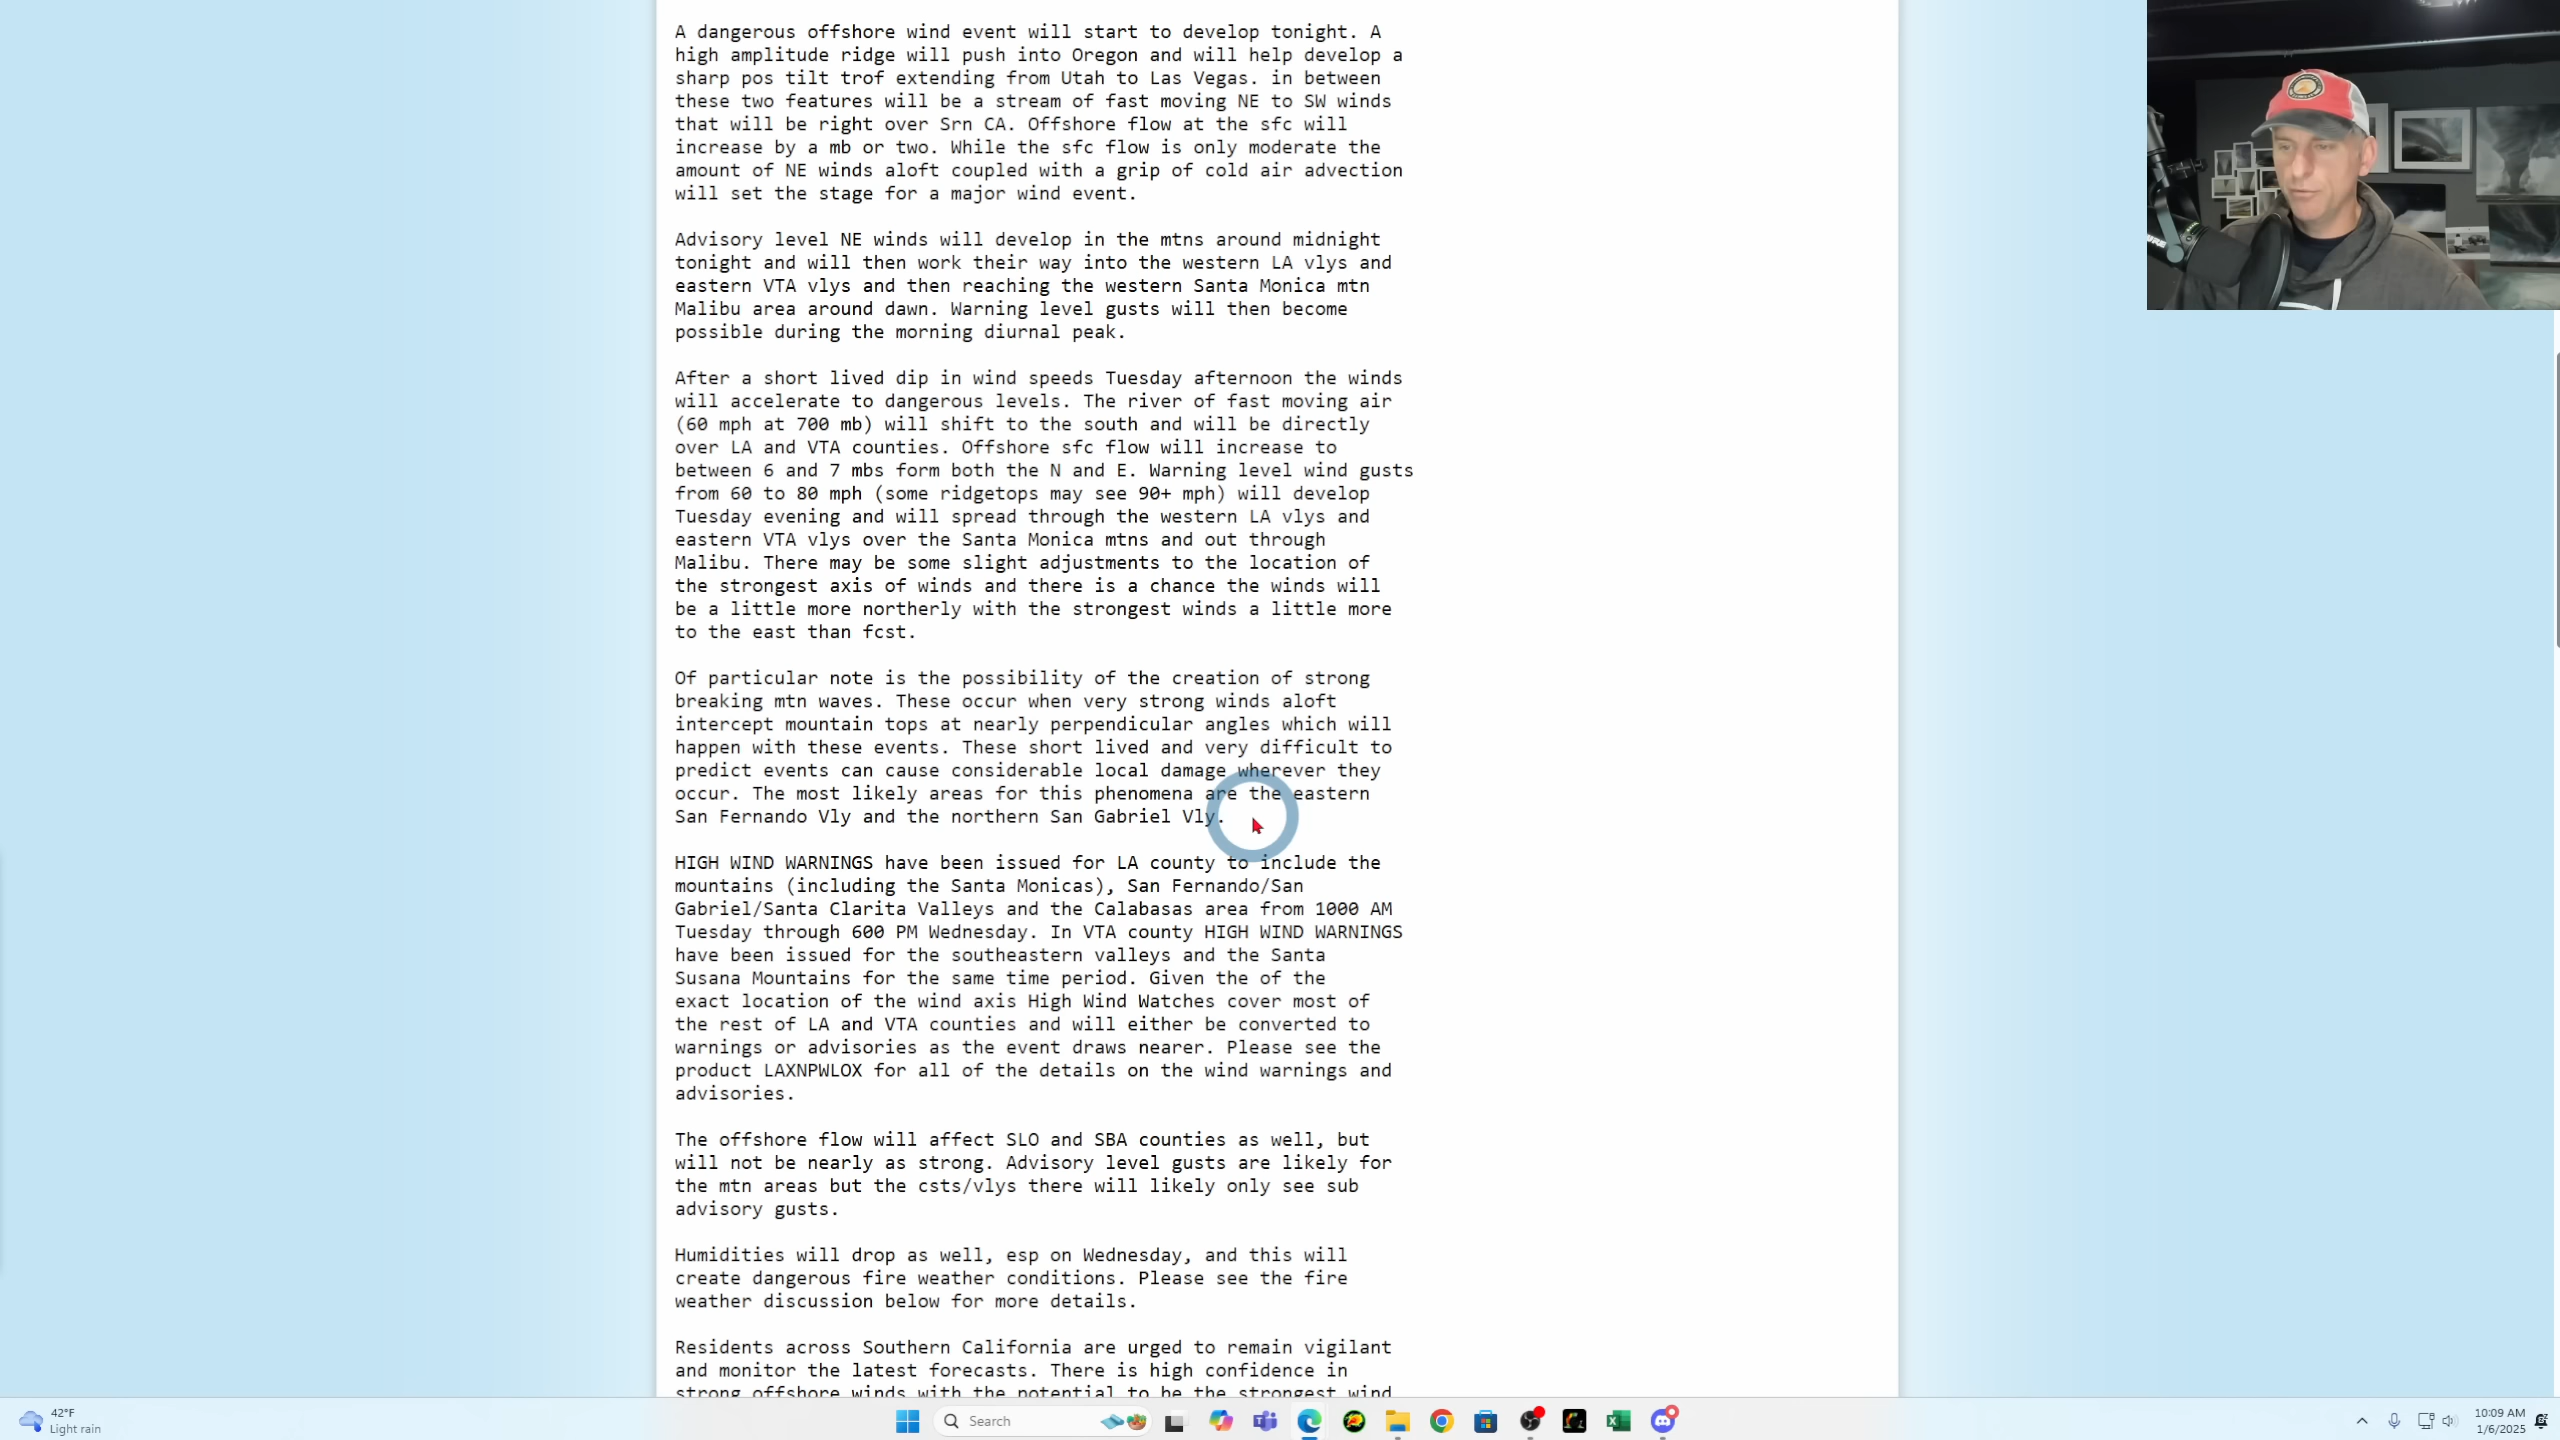 A dangerous offshore wind event will start to develop tonight. A
high amplitude ridge will push into Oregon and will help develop a
sharp pos tilt trof extending from Utah to Las Vegas. in between
these two features will be a stream of fast moving NE to SW winds
that will be right over Srn CA. Offshore flow at the sfc will
increase by a mb or two. While the sfc flow is only moderate the
amount of NE winds aloft coupled with a grip of cold air advection
will set the stage for a major wind event.
Advisory level NE winds will develop in the mtns around midnight
tonight and will then work their way into the western LA vlys and
eastern VTA vlys and then reaching the western Santa Monica mtn
Malibu area around dawn. Warning level gusts will then become
possible during the morning diurnal peak.
After a short lived dip in wind speeds Tuesday afternoon the winds
will accelerate to dangerous levels. The river of fast moving air
(60 mph at 700 mb) will shift to the south and will be directly
over LA and VTA counties. Offshore sfc flow will increase to
between 6 and 7 mbs form both the N and E. Warning level wind gusts
from 60 to 80 mph (some ridgetops may see 90+ mph) will develop
Tuesday evening and will spread through the western LA vlys and
eastern VTA vlys over the Santa Monica mtns and out through
Malibu. There may be some slight adjustments to the location of
the strongest axis of winds and there is a chance the winds will
be a little more northerly with the strongest winds a little more
to the east than fcst.
Of particular note is the possibility of the creation of strong
breaking mtn waves. These occur when very strong winds aloft
intercept mountain tops at nearly perpendicular angles which will
happen with these events. These short lived and very difficult to
predict events can cause considerable local damage wherever they
occur. The most likely areas for this phenomena are the eastern
San Fernando Vly and the northern San Gabriel Vly.
HIGH WIND WARNINGS have been issued for LA county to include the
mountains (including the Santa Monicas), San Fernando/San
Gabriel/Santa Clarita Valleys and the Calabasas area from 1000 AM
Tuesday through 600 PM Wednesday. In VTA county HIGH WIND WARNINGS
have been issued for the southeastern valleys and the Santa
Susana Mountains for the same time period. Given the of the
exact location of the wind axis High Wind Watches cover most of
the rest of LA and VTA counties and will either be converted to
warnings or advisories as the event draws nearer. Please see the
product LAXNPWLOX for all of the details on the wind warnings and
advisories.
The offshore flow will affect SLO and SBA counties as well, but
will not be nearly as strong. Advisory level gusts are likely for
the mtn areas but the csts/vlys there will likely only see sub
advisory gusts.
Humidities will drop as well, esp on Wednesday, and this will
create dangerous fire weather conditions. Please see the fire
weather discussion below for more details.
Residents across Southern California are urged to remain vigilant
and monitor the latest forecasts. There is high confidence in
strong offshore winds with the potential to be the strongest wind
42°F
Light rain
Search
10:09 AM
1/6/2025